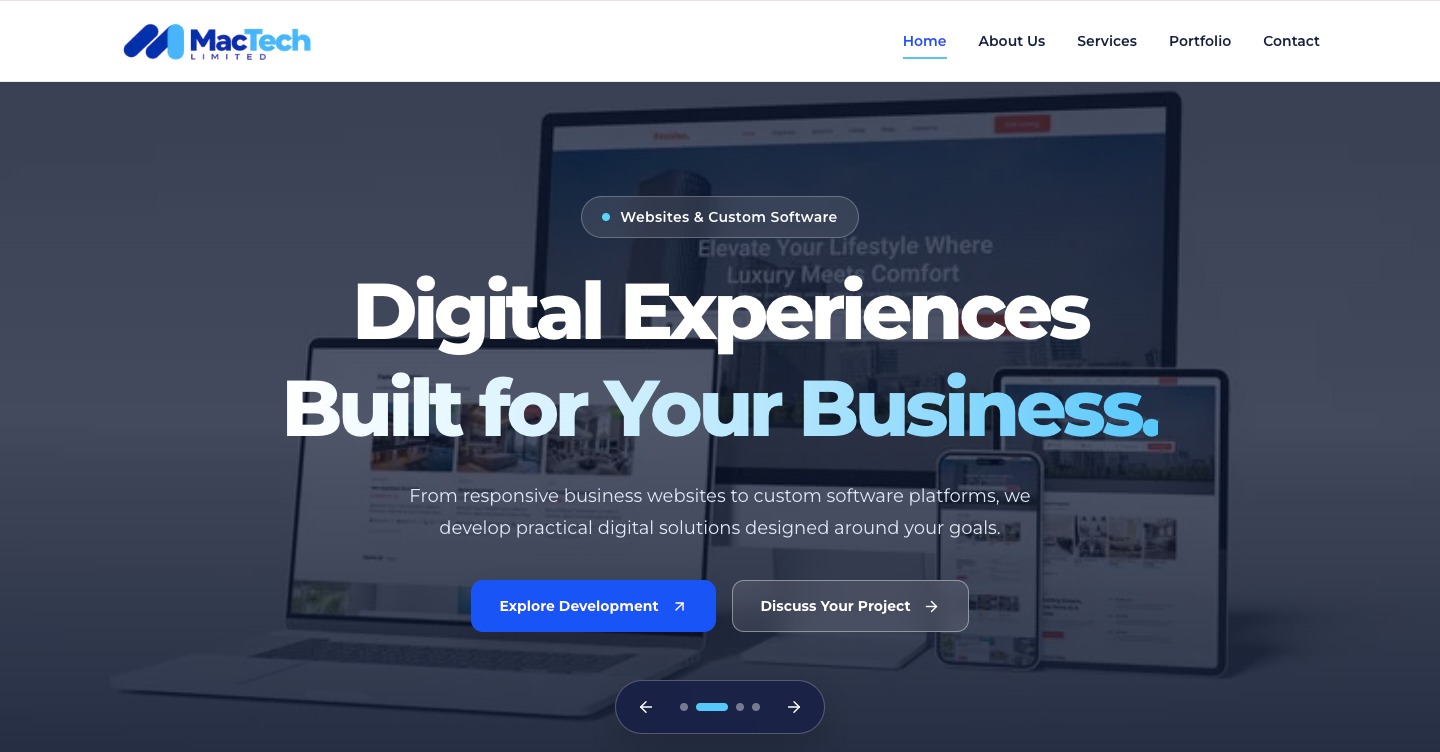 MacTech
LIMITED
Home About Us Services Portfolio Contact
Websites & Custom Software
Elevate Your Lifestyle Where
Luxury Meets Comfort
Digital Experiences
Built for Your Business.
From responsive business websites to custom software platforms, we
develop practical digital solutions designed around your goals.
Explore Development
Discuss Your Project